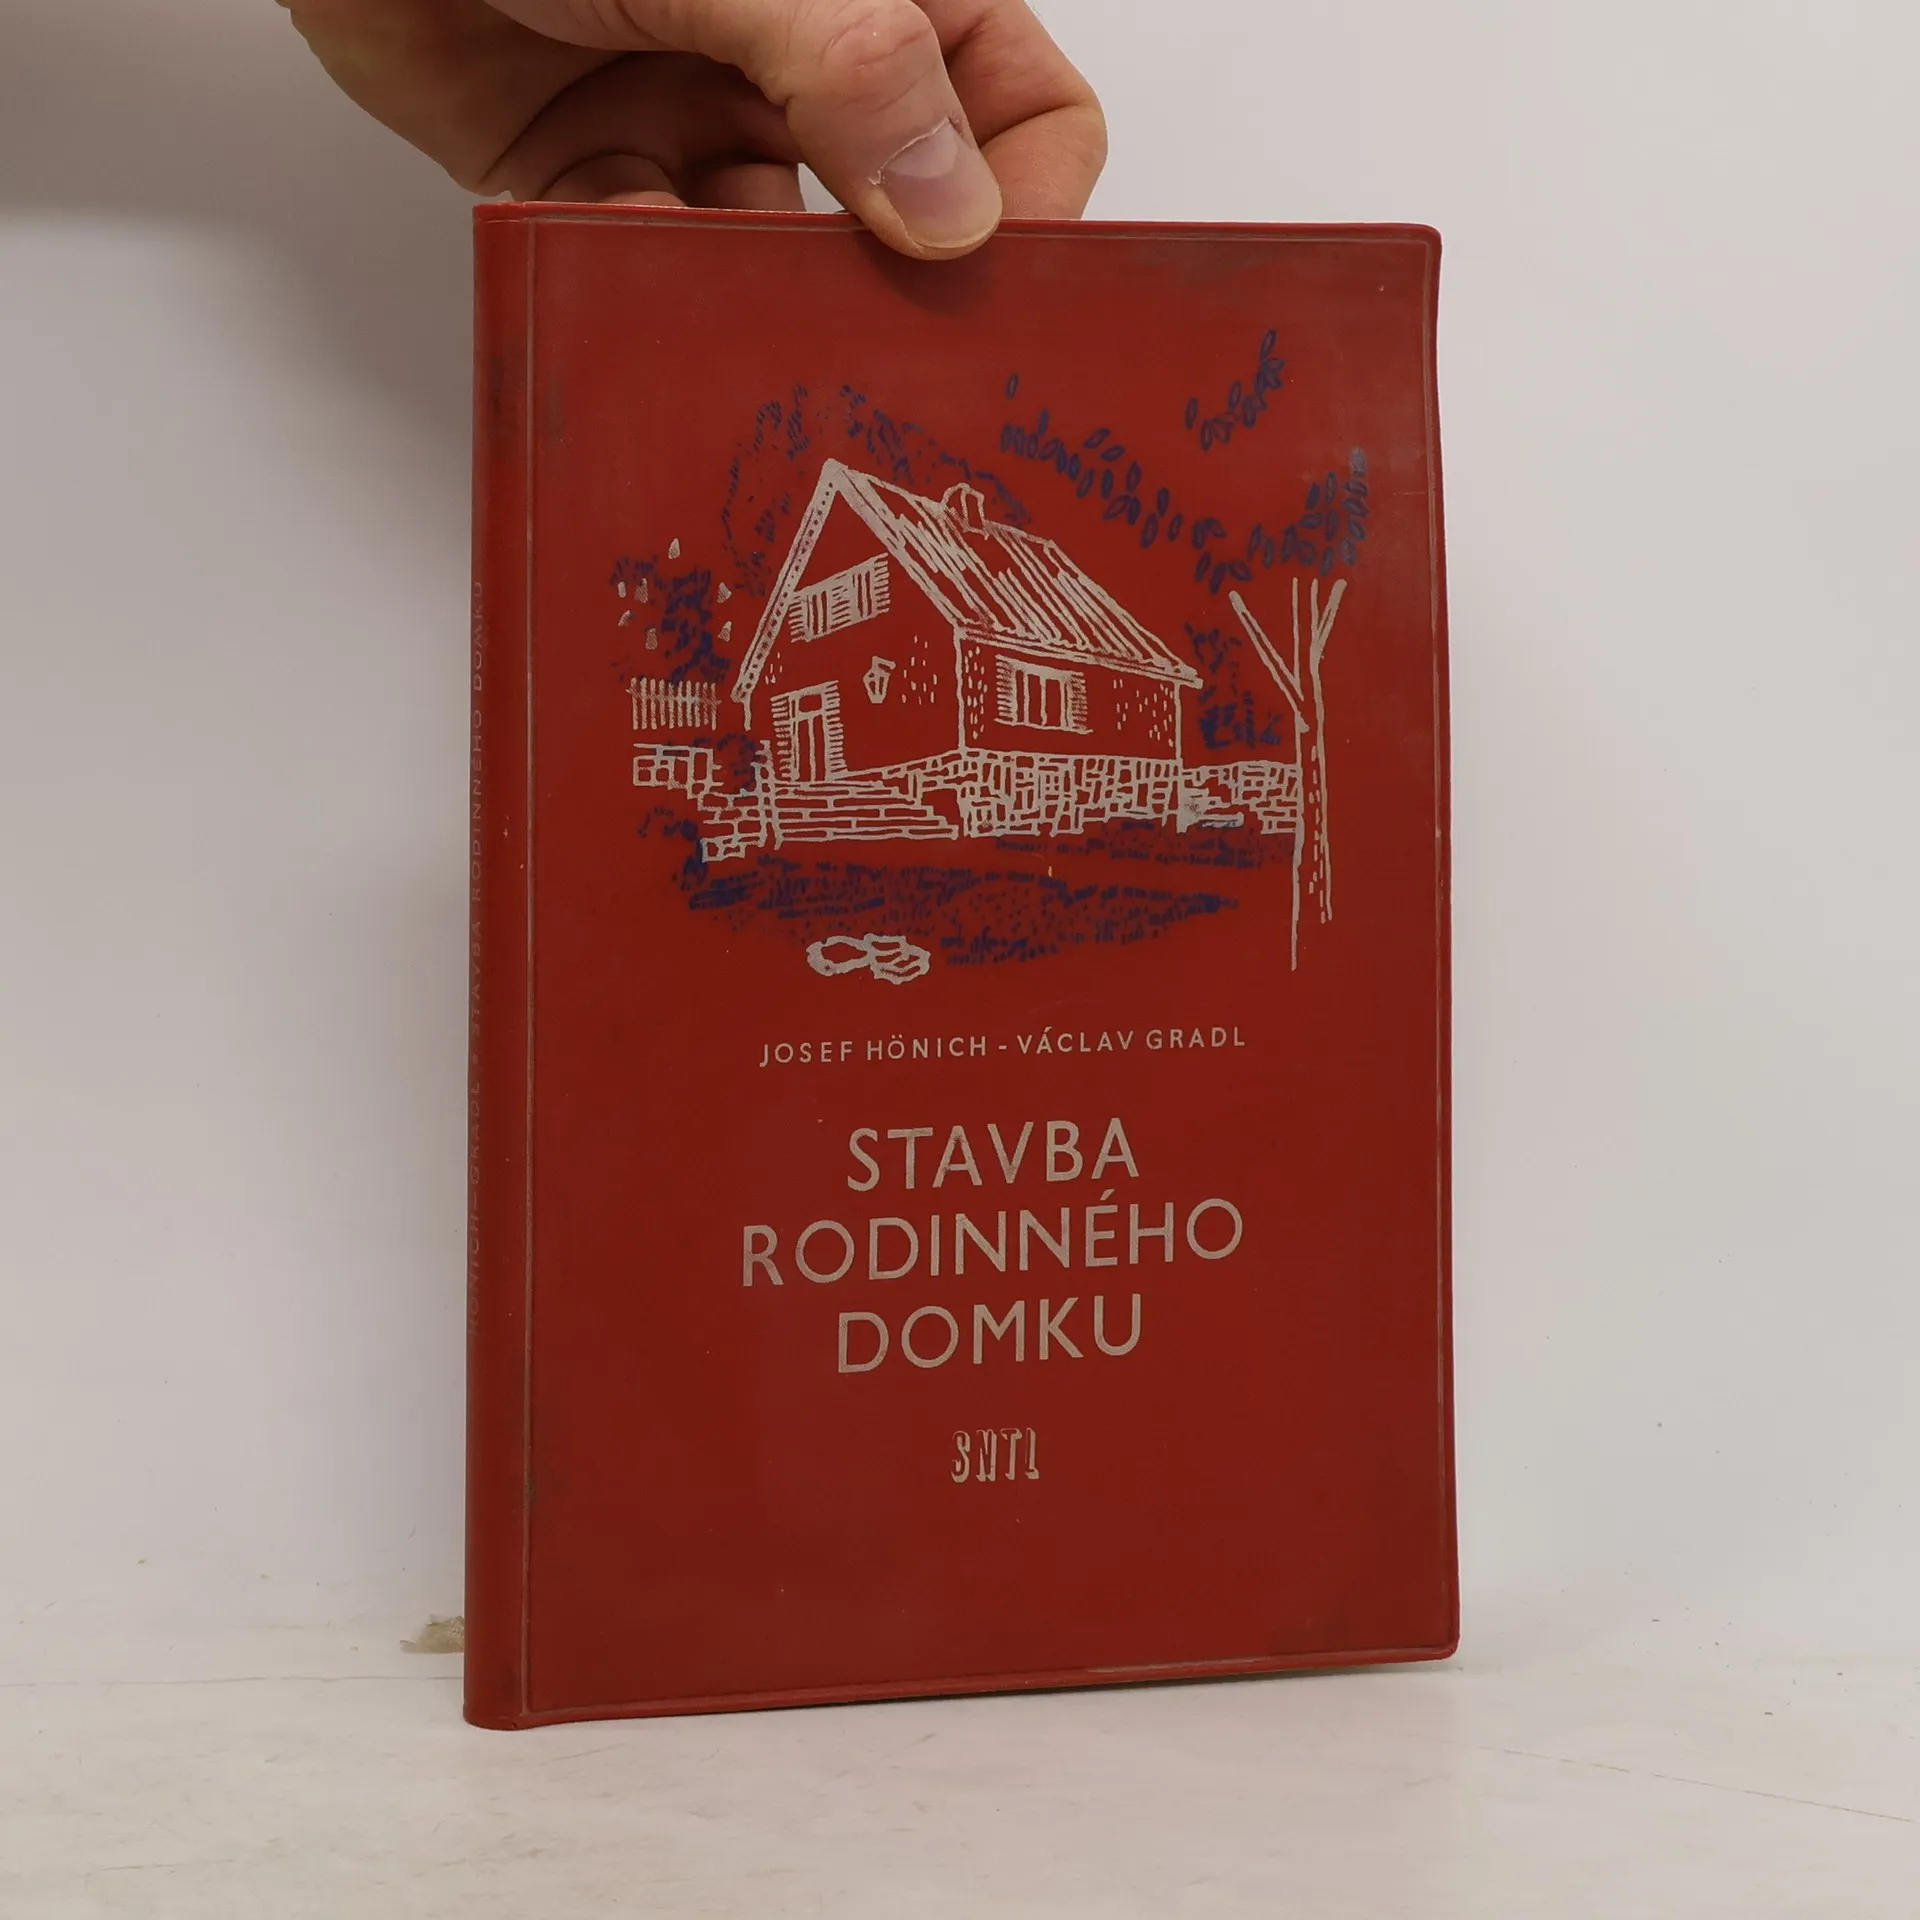 JOSEF HÖNICH - VÁCLAV GRADL
STAVBA
RODINNÉHO
DOMKU
SNTL
HÖNICH-GRADL • STAVBA RODINNÉHO DOMKU